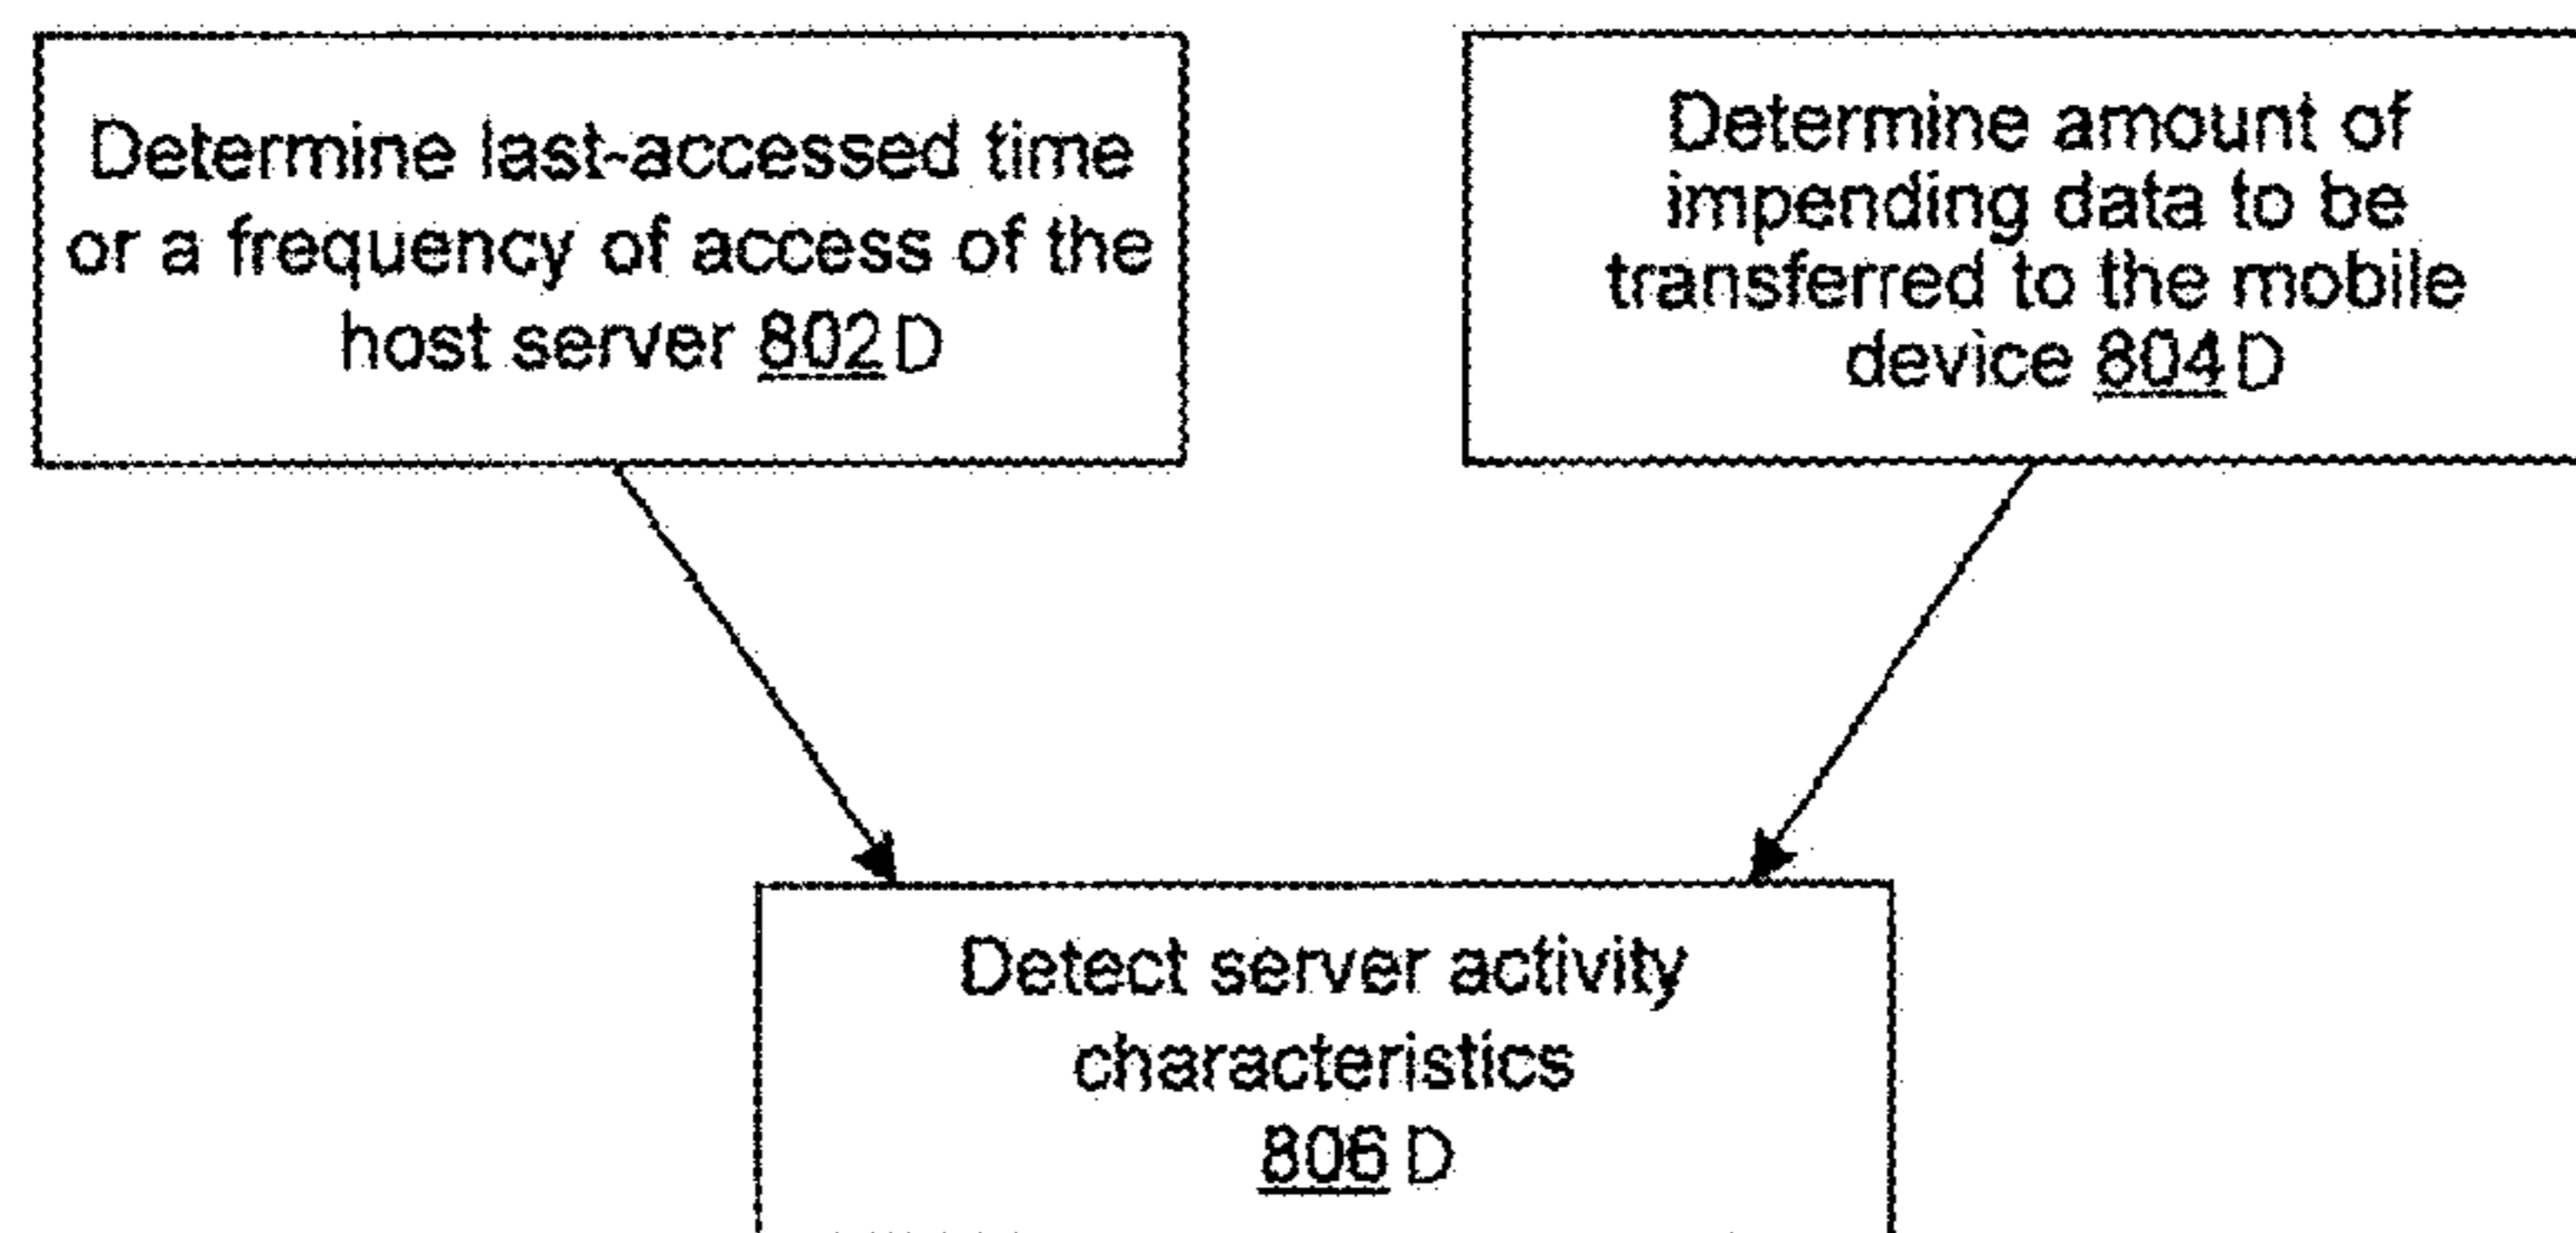 Determine last-accessed time
or a frequency of access of the
host server 802D
Determine amount of
impending data to be
transferred to the mobile
device 804D
Detect server activity
characteristics
806D